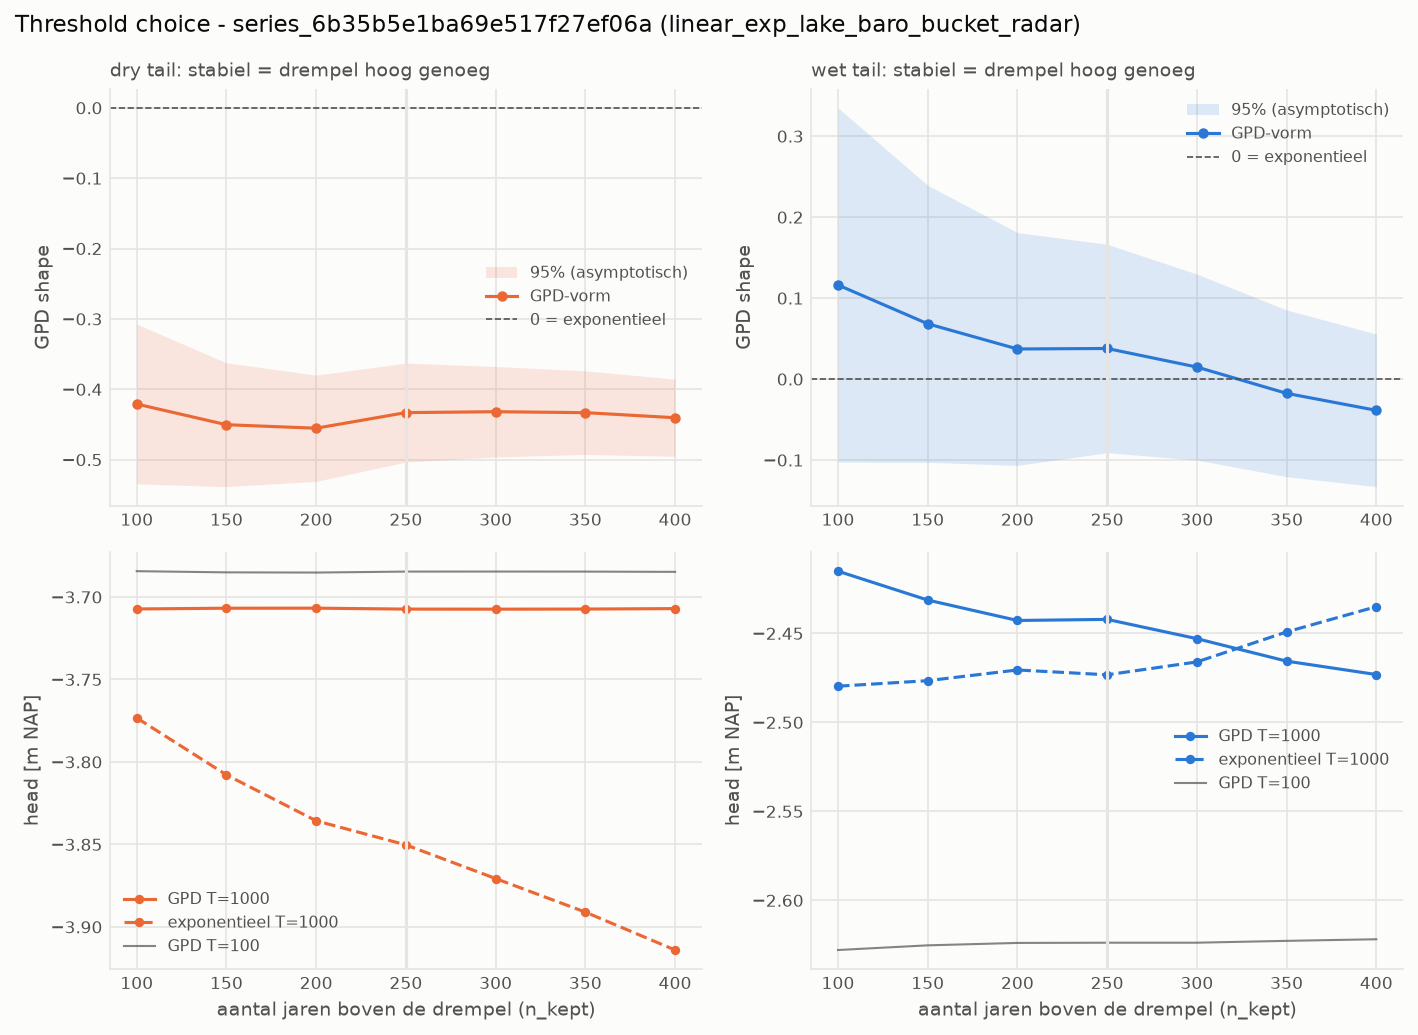 Threshold choice - series_6b35b5e1ba69e517f27ef06a (linear_exp_lake_baro_bucket_radar)
dry tail: stabiel = drempel hoog genoeg
GPD shape
0.0
−0.1
−0.2
−0.3
−0.4
−0.5
95% (asymptotisch)
GPD-vorm
0 = exponentieel
100 150 200 250 300 350 400
wet tail: stabiel = drempel hoog genoeg
GPD shape
0.3
0.2
0.1
0.0
−0.1
95% (asymptotisch)
GPD-vorm
0 = exponentieel
100 150 200 250 300 350 400
head [m NAP]
−3.70
−3.75
−3.80
−3.85
−3.90
GPD T=1000
exponentieel T=1000
GPD T=100
100 150 200 250 300 350 400
aantal jaren boven de drempel (n_kept)
head [m NAP]
−2.45
−2.50
−2.55
−2.60
GPD T=1000
exponentieel T=1000
GPD T=100
100 150 200 250 300 350 400
aantal jaren boven de drempel (n_kept)